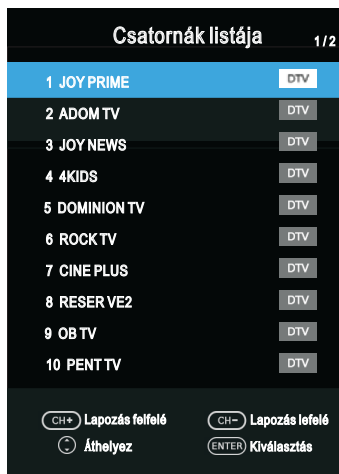 Csatornák listája 1/2
1 JOY PRIME DTV
2 ADOM TV DTV
3 JOY NEWS DTV
4 4KIDS DTV
5 DOMINION TV DTV
6 ROCK TV DTV
7 CINE PLUS DTV
8 RESER VE2 DTV
9 OB TV DTV
10 PENT TV DTV
CH+ Lapozás felfelé CH- Lapozás lefelé
Áthelyez ENTER Kiválasztás